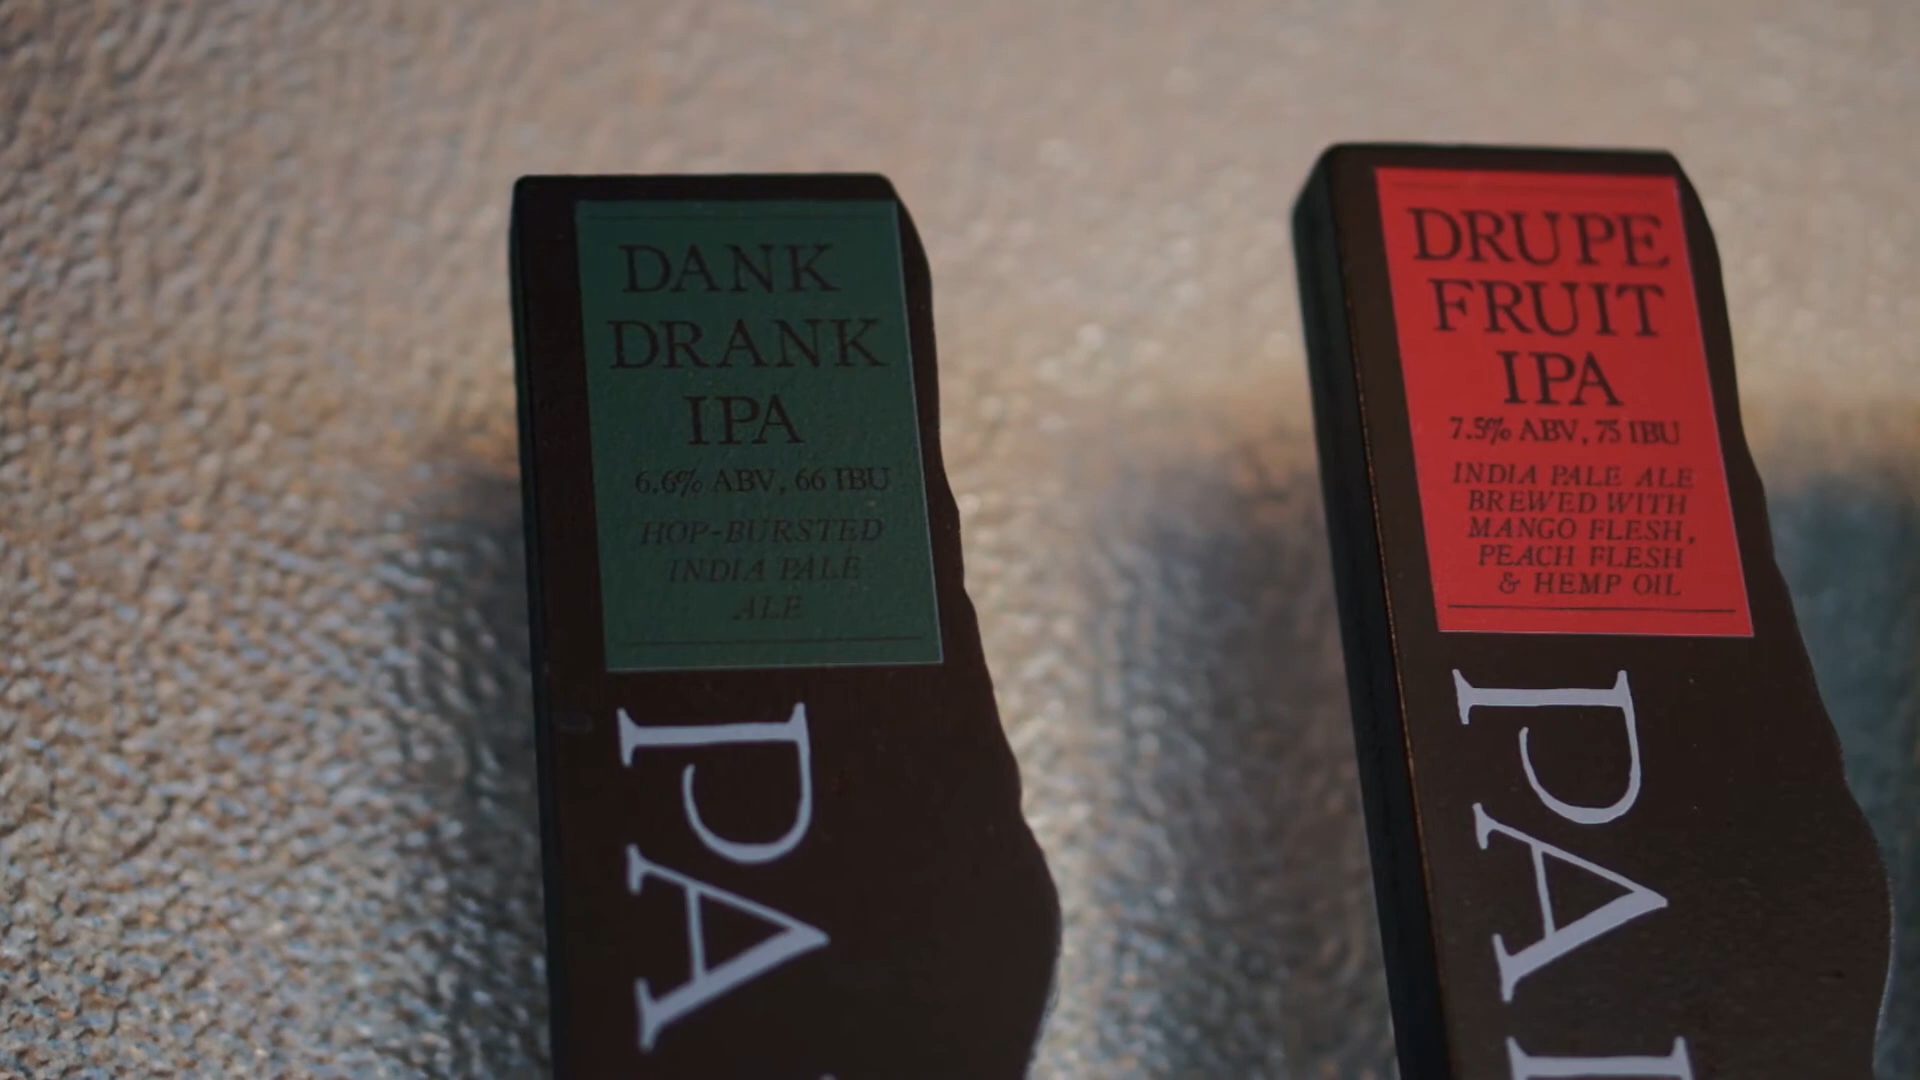 DANK
DRANK
IPA
6.6% ABV, 66 IBU
HOP-BURSTED
INDIA PALE
ALE
PA
DRUPE
FRUIT
IPA
7.5% ABV, 75 IBU
INDIA PALE ALE
BREWED WITH
MANGO FLESH,
PEACH FLESH
& HEMP OIL
PA